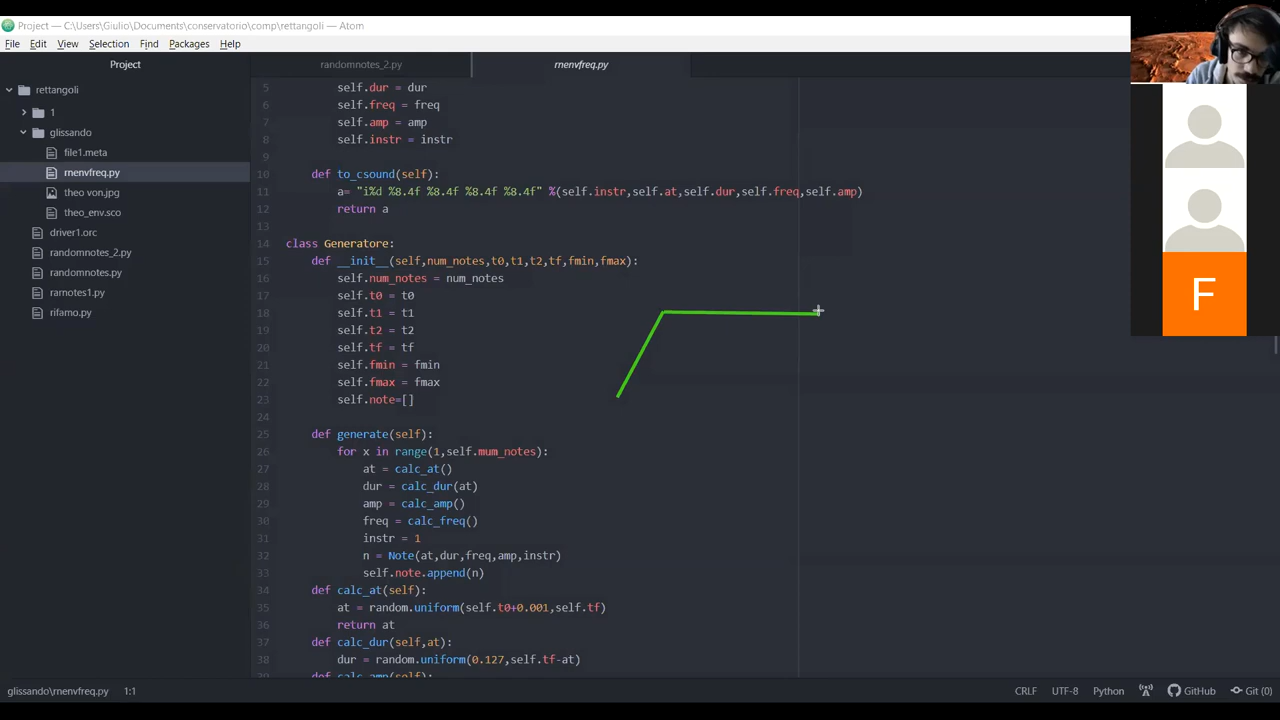 Project — C:\Users\Giulio\Documents\conservatorio\comp\rettangoli — Atom
File Edit View Selection Find Packages Help
Project
randomnotes_2.py
rnenvfreq.py
rettangoli
1
glissando
file1.meta
rnenvfreq.py
theo von.jpg
theo_env.sco
driver1.orc
randomnotes_2.py
randomnotes.py
ramotes1.py
rifamo.py
5 self.dur = dur
6 self.freq = freq
7 self.amp = amp
8 self.instr = instr
9
10 def to_csound(self):
11 a= "i%d %8.4f %8.4f %8.4f %8.4f" %(self.instr,self.at,self.dur,self.freq,self.amp)
12 return a
13
14 class Generatore:
15 def __init__(self,num_notes,t0,t1,t2,tf,fmin,fmax):
16 self.num_notes = num_notes
17 self.t0 = t0
18 self.t1 = t1
19 self.t2 = t2
20 self.tf = tf
21 self.fmin = fmin
22 self.fmax = fmax
23 self.note=[]
24
25 def generate(self):
26 for x in range(1,self.mum_notes):
27 at = calc_at()
28 dur = calc_dur(at)
29 amp = calc_amp()
30 freq = calc_freq()
31 instr = 1
32 n = Note(at,dur,freq,amp,instr)
33 self.note.append(n)
34 def calc_at(self):
35 at = random.uniform(self.t0+0.001,self.tf)
36 return at
37 def calc_dur(self,at):
38 dur = random.uniform(0.127,self.tf-at)
F
glissando\rnenvfreq.py 1:1 CRLF UTF-8 Python GitHub Git (0)